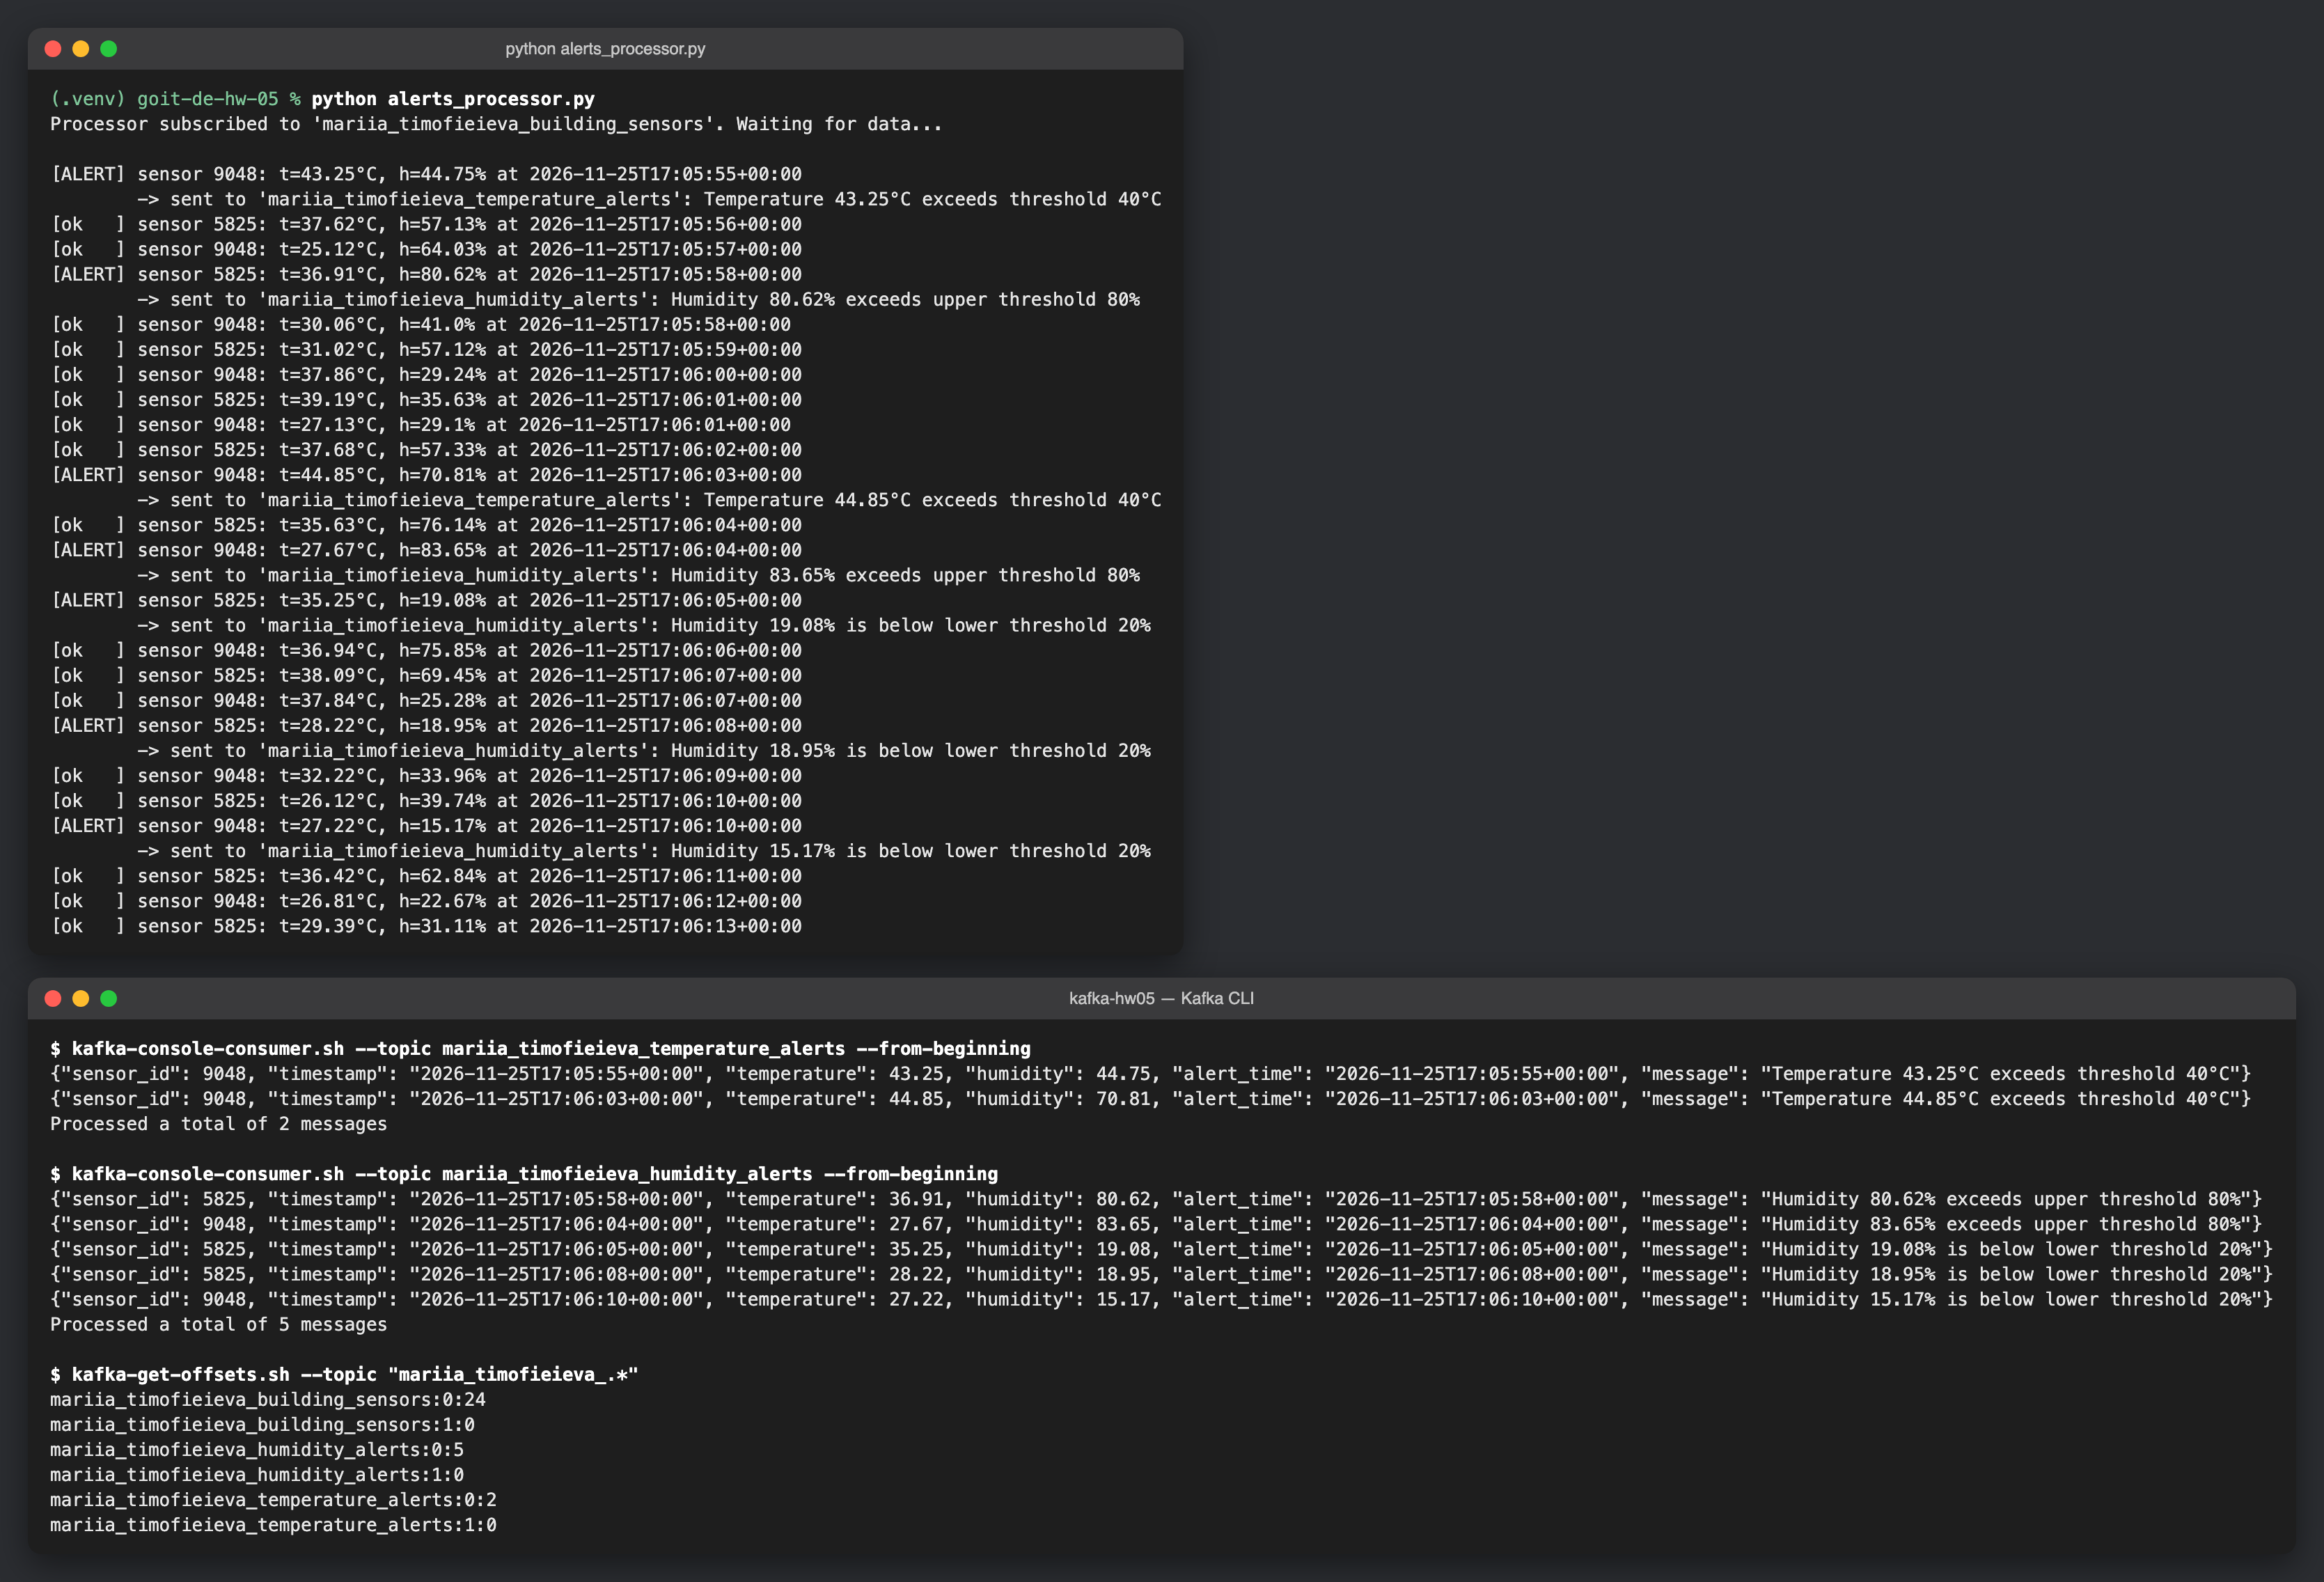 python alerts_processor.py
(.venv) goit-de-hw-05 % python alerts_processor.py
Processor subscribed to 'mariia_timofieieva_building_sensors'. Waiting for data...
[ALERT] sensor 9048: t=43.25°C, h=44.75% at 2026-11-25T17:05:55+00:00
-> sent to 'mariia_timofieieva_temperature_alerts': Temperature 43.25°C exceeds threshold 40°C
[ok   ] sensor 5825: t=37.62°C, h=57.13% at 2026-11-25T17:05:56+00:00
[ok   ] sensor 9048: t=25.12°C, h=64.03% at 2026-11-25T17:05:57+00:00
[ALERT] sensor 5825: t=36.91°C, h=80.62% at 2026-11-25T17:05:58+00:00
-> sent to 'mariia_timofieieva_humidity_alerts': Humidity 80.62% exceeds upper threshold 80%
[ok   ] sensor 9048: t=30.06°C, h=41.0% at 2026-11-25T17:05:58+00:00
[ok   ] sensor 5825: t=31.02°C, h=57.12% at 2026-11-25T17:05:59+00:00
[ok   ] sensor 9048: t=37.86°C, h=29.24% at 2026-11-25T17:06:00+00:00
[ok   ] sensor 5825: t=39.19°C, h=35.63% at 2026-11-25T17:06:01+00:00
[ok   ] sensor 9048: t=27.13°C, h=29.1% at 2026-11-25T17:06:01+00:00
[ok   ] sensor 5825: t=37.68°C, h=57.33% at 2026-11-25T17:06:02+00:00
[ALERT] sensor 9048: t=44.85°C, h=70.81% at 2026-11-25T17:06:03+00:00
-> sent to 'mariia_timofieieva_temperature_alerts': Temperature 44.85°C exceeds threshold 40°C
[ok   ] sensor 5825: t=35.63°C, h=76.14% at 2026-11-25T17:06:04+00:00
[ALERT] sensor 9048: t=27.67°C, h=83.65% at 2026-11-25T17:06:04+00:00
-> sent to 'mariia_timofieieva_humidity_alerts': Humidity 83.65% exceeds upper threshold 80%
[ALERT] sensor 5825: t=35.25°C, h=19.08% at 2026-11-25T17:06:05+00:00
-> sent to 'mariia_timofieieva_humidity_alerts': Humidity 19.08% is below lower threshold 20%
[ok   ] sensor 9048: t=36.94°C, h=75.85% at 2026-11-25T17:06:06+00:00
[ok   ] sensor 5825: t=38.09°C, h=69.45% at 2026-11-25T17:06:07+00:00
[ok   ] sensor 9048: t=37.84°C, h=25.28% at 2026-11-25T17:06:07+00:00
[ALERT] sensor 5825: t=28.22°C, h=18.95% at 2026-11-25T17:06:08+00:00
-> sent to 'mariia_timofieieva_humidity_alerts': Humidity 18.95% is below lower threshold 20%
[ok   ] sensor 9048: t=32.22°C, h=33.96% at 2026-11-25T17:06:09+00:00
[ok   ] sensor 5825: t=26.12°C, h=39.74% at 2026-11-25T17:06:10+00:00
[ALERT] sensor 9048: t=27.22°C, h=15.17% at 2026-11-25T17:06:10+00:00
-> sent to 'mariia_timofieieva_humidity_alerts': Humidity 15.17% is below lower threshold 20%
[ok   ] sensor 5825: t=36.42°C, h=62.84% at 2026-11-25T17:06:11+00:00
[ok   ] sensor 9048: t=26.81°C, h=22.67% at 2026-11-25T17:06:12+00:00
[ok   ] sensor 5825: t=29.39°C, h=31.11% at 2026-11-25T17:06:13+00:00
kafka-hw05 — Kafka CLI
$ kafka-console-consumer.sh --topic mariia_timofieieva_temperature_alerts --from-beginning
{"sensor_id": 9048, "timestamp": "2026-11-25T17:05:55+00:00", "temperature": 43.25, "humidity": 44.75, "alert_time": "2026-11-25T17:05:55+00:00", "message": "Temperature 43.25°C exceeds threshold 40°C"}
{"sensor_id": 9048, "timestamp": "2026-11-25T17:06:03+00:00", "temperature": 44.85, "humidity": 70.81, "alert_time": "2026-11-25T17:06:03+00:00", "message": "Temperature 44.85°C exceeds threshold 40°C"}
Processed a total of 2 messages
$ kafka-console-consumer.sh --topic mariia_timofieieva_humidity_alerts --from-beginning
{"sensor_id": 5825, "timestamp": "2026-11-25T17:05:58+00:00", "temperature": 36.91, "humidity": 80.62, "alert_time": "2026-11-25T17:05:58+00:00", "message": "Humidity 80.62% exceeds upper threshold 80%"}
{"sensor_id": 9048, "timestamp": "2026-11-25T17:06:04+00:00", "temperature": 27.67, "humidity": 83.65, "alert_time": "2026-11-25T17:06:04+00:00", "message": "Humidity 83.65% exceeds upper threshold 80%"}
{"sensor_id": 5825, "timestamp": "2026-11-25T17:06:05+00:00", "temperature": 35.25, "humidity": 19.08, "alert_time": "2026-11-25T17:06:05+00:00", "message": "Humidity 19.08% is below lower threshold 20%"}
{"sensor_id": 5825, "timestamp": "2026-11-25T17:06:08+00:00", "temperature": 28.22, "humidity": 18.95, "alert_time": "2026-11-25T17:06:08+00:00", "message": "Humidity 18.95% is below lower threshold 20%"}
{"sensor_id": 9048, "timestamp": "2026-11-25T17:06:10+00:00", "temperature": 27.22, "humidity": 15.17, "alert_time": "2026-11-25T17:06:10+00:00", "message": "Humidity 15.17% is below lower threshold 20%"}
Processed a total of 5 messages
$ kafka-get-offsets.sh --topic "mariia_timofieieva_.*"
mariia_timofieieva_building_sensors:0:24
mariia_timofieieva_building_sensors:1:0
mariia_timofieieva_humidity_alerts:0:5
mariia_timofieieva_humidity_alerts:1:0
mariia_timofieieva_temperature_alerts:0:2
mariia_timofieieva_temperature_alerts:1:0